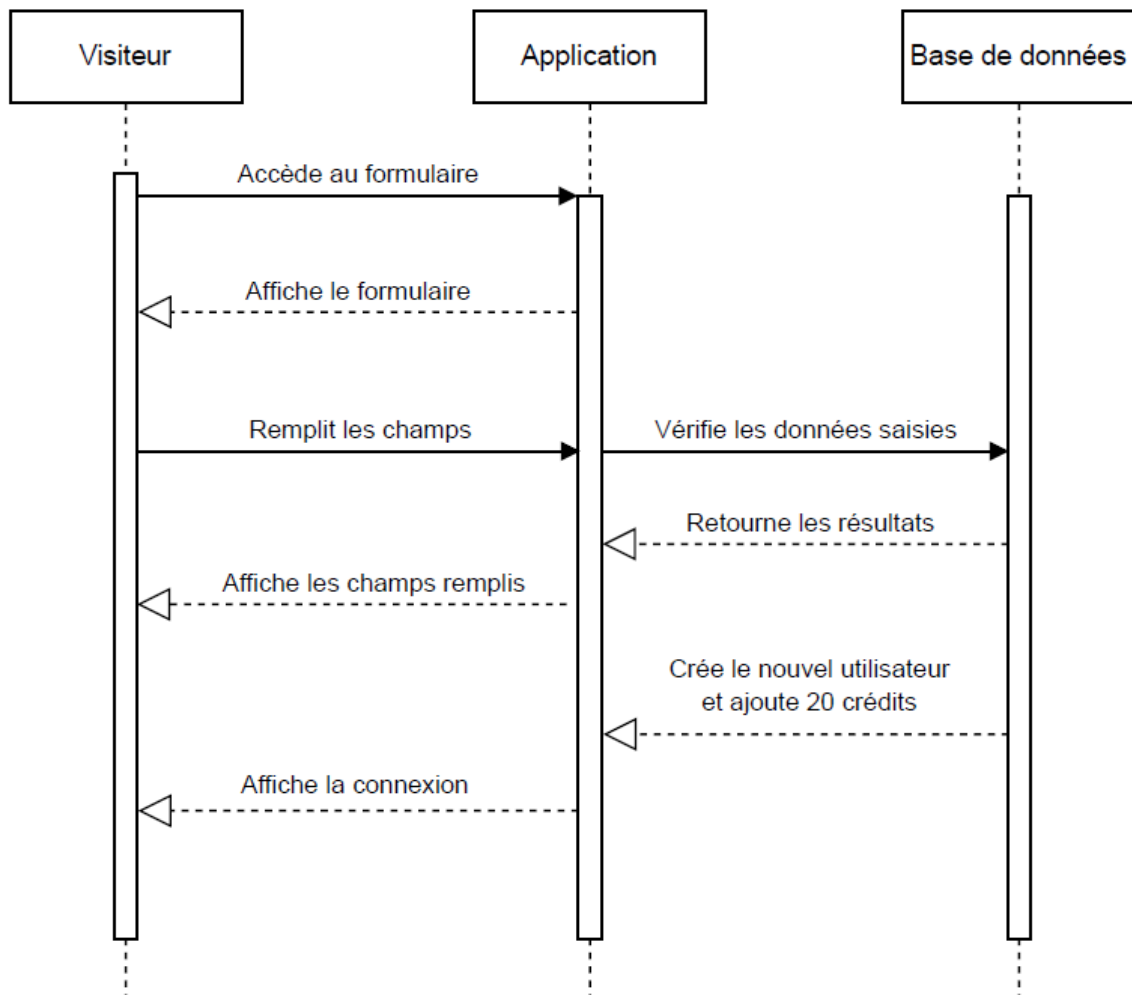 Visiteur
Application
Base de données
Accède au formulaire
Affiche le formulaire
Remplit les champs
Vérifie les données saisies
Retourne les résultats
Affiche les champs remplis
Crée le nouvel utilisateur
et ajoute 20 crédits
Affiche la connexion